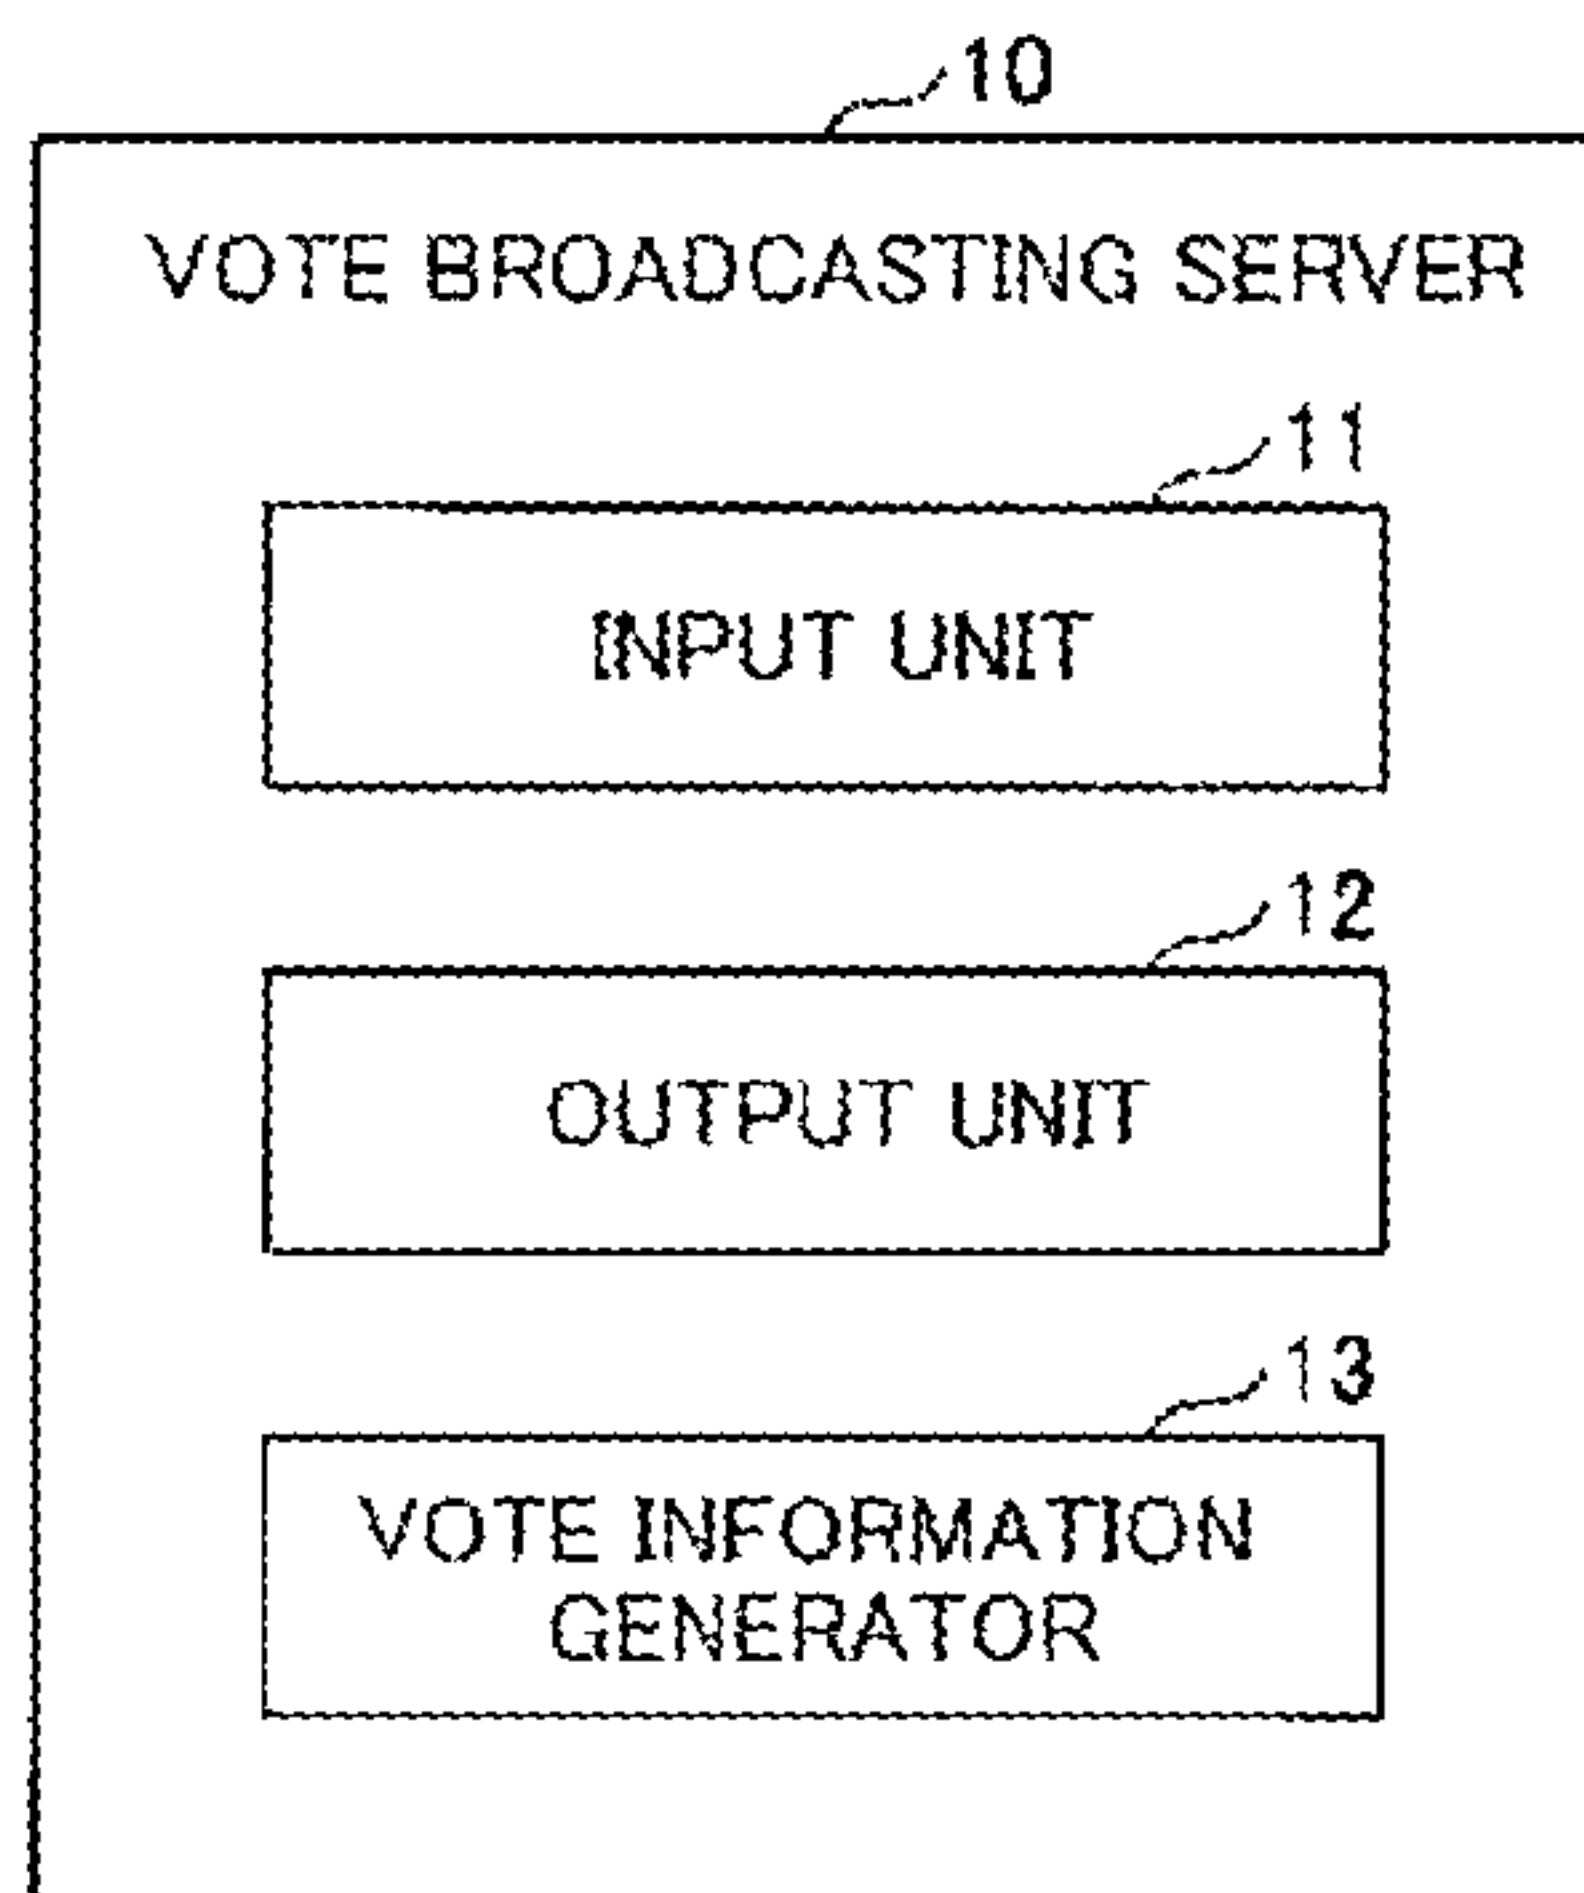 10
VOTE BROADCASTING SERVER
11
INPUT UNIT
12
OUTPUT UNIT
13
VOTE INFORMATION
GENERATOR